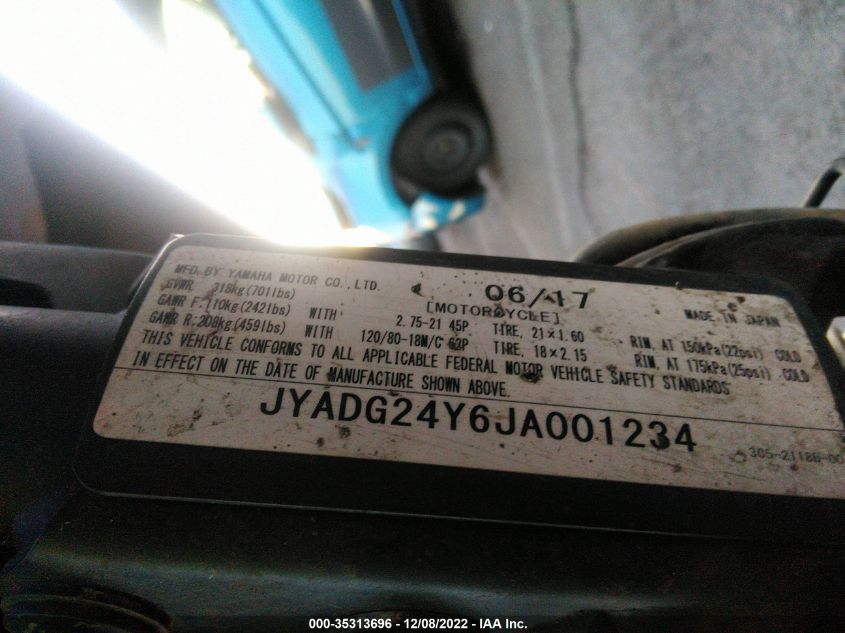 MFD. BY YAMAHA MOTOR CO., LTD. 06/17
GVWR 318kg(701lbs) [MOTORCYCLE] MADE IN JAPAN
GAWR F. 110kg(242lbs) WITH 2.75-21 45P TIRE, 21×1.60 RIM, AT 150kPa(22psi) COLD
GAWR R. 208kg(459lbs) WITH 120/80-18M/C 62P TIRE, 18×2.15 RIM, AT 175kPa(25psi) COLD
THIS VEHICLE CONFORMS TO ALL APPLICABLE FEDERAL MOTOR VEHICLE SAFETY STANDARDS
IN EFFECT ON THE DATE OF MANUFACTURE SHOWN ABOVE.
JYADG24Y6JA001234
3G5-2118B-00
000-35313696 - 12/08/2022 - IAA Inc.